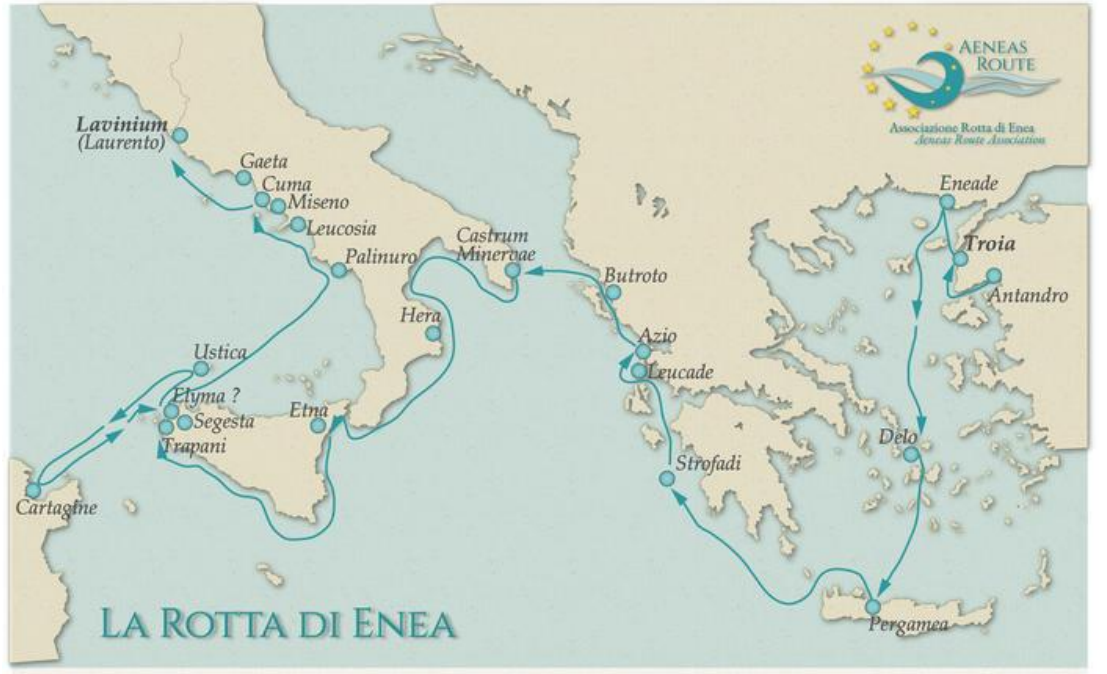 AENEAS
ROUTE
Associazione Rotta di Enea
Aeneas Route Association
Lavinium
(Laurento)
Gaeta
Cuma
Miseno
Leucosia
Palinuro
Castrum
Minervae
Hera
Butroto
Azio
Leucade
Eneade
Troia
Antandro
Ustica
Elyma ?
Segesta
Trapani
Etna
Cartagine
Strofadi
Delo
Pergamea
LA ROTTA DI ENEA